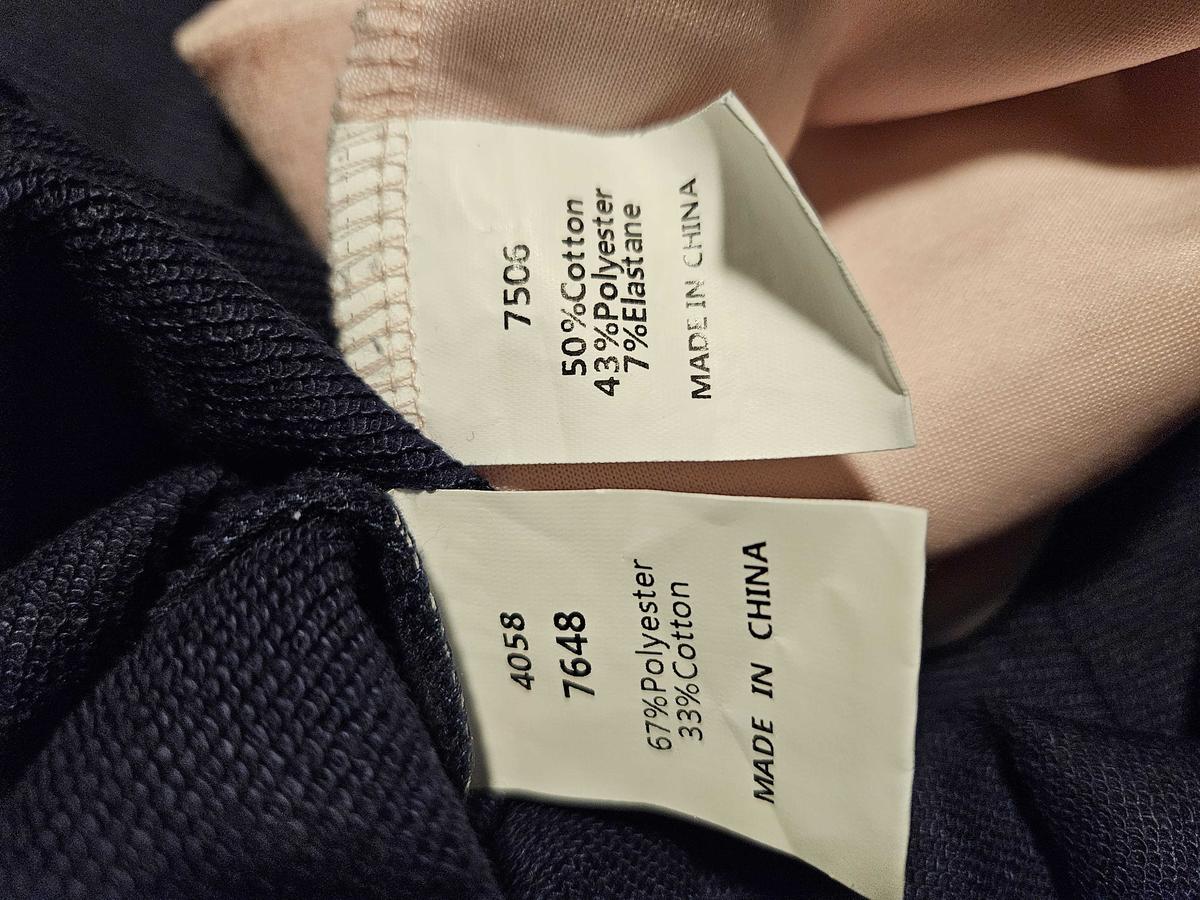 7506
50%Cotton
43%Polyester
7%Elastane
MADE IN CHINA
4058
7648
67%Polyester
33%Cotton
MADE IN CHINA